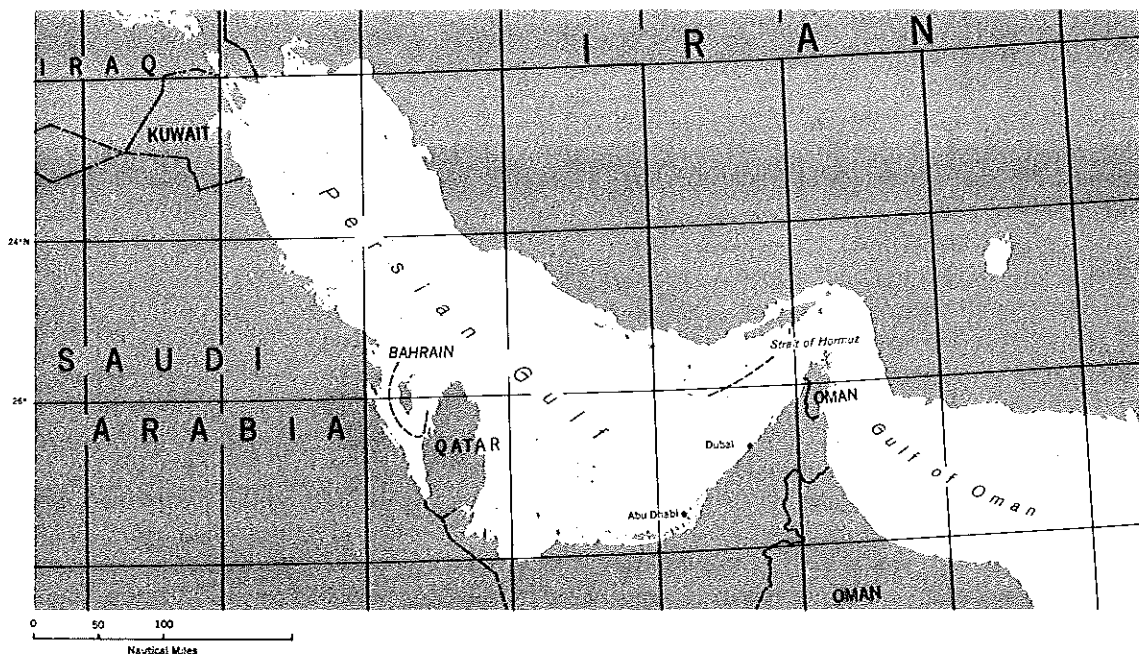 IRAN
IRAQ
KUWAIT
Persian Gulf
24°N
SAUDI
ARABIA
BAHRAIN
Strait of Hormuz
26°
OMAN
QATAR
Dubai
Gulf of Oman
Abu Dhabi
OMAN
0 50 100
Nautical Miles